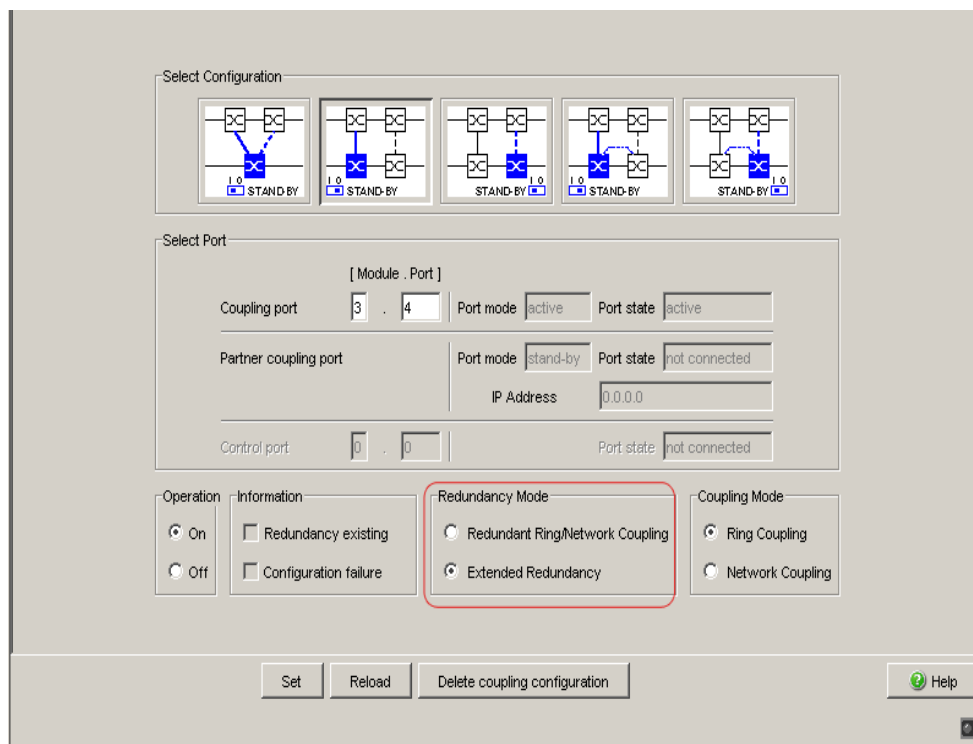 Select Configuration
I 0 STAND-BY
I 0 STAND-BY
STAND-BY I 0
I 0 STAND-BY
STAND-BY I 0
Select Port
[ Module . Port ]
Coupling port 3 . 4 Port mode active Port state active
Partner coupling port Port mode stand-by Port state not connected
IP Address 0.0.0.0
Control port 0 . 0 Port state not connected
Operation Information Redundancy Mode Coupling Mode
On Redundancy existing Redundant Ring/Network Coupling Ring Coupling
Off Configuration failure Extended Redundancy Network Coupling
Set Reload Delete coupling configuration Help